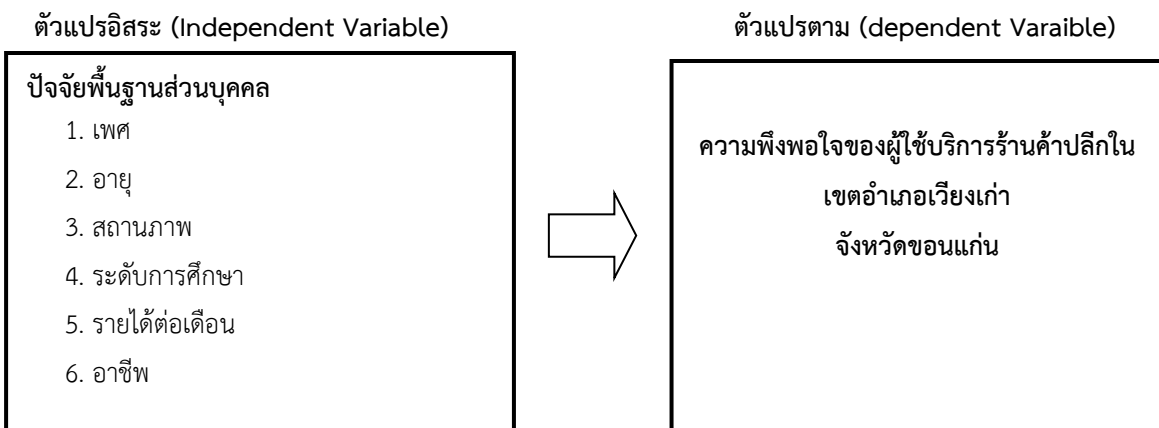 ตัวแปรอิสระ (Independent Variable)
ปัจจัยพื้นฐานส่วนบุคคล
1. เพศ
2. อายุ
3. สถานภาพ
4. ระดับการศึกษา
5. รายได้ต่อเดือน
6. อาชีพ
ตัวแปรตาม (dependent Varaible)
ความพึงพอใจของผู้ใช้บริการร้านค้าปลีกใน
เขตอำเภอเวียงเก่า
จังหวัดขอนแก่น